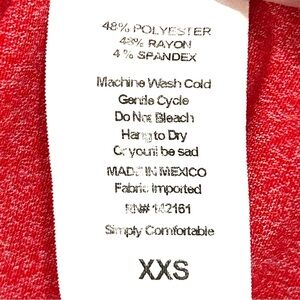 48% POLYESTER
48% RAYON
4% SPANDEX
Machine Wash Cold
Gentle Cycle
Do Not Bleach
Hang to Dry
Or you'll be sad
MADE IN MEXICO
Fabric Imported
RN# 142161
Simply Comfortable
XXS